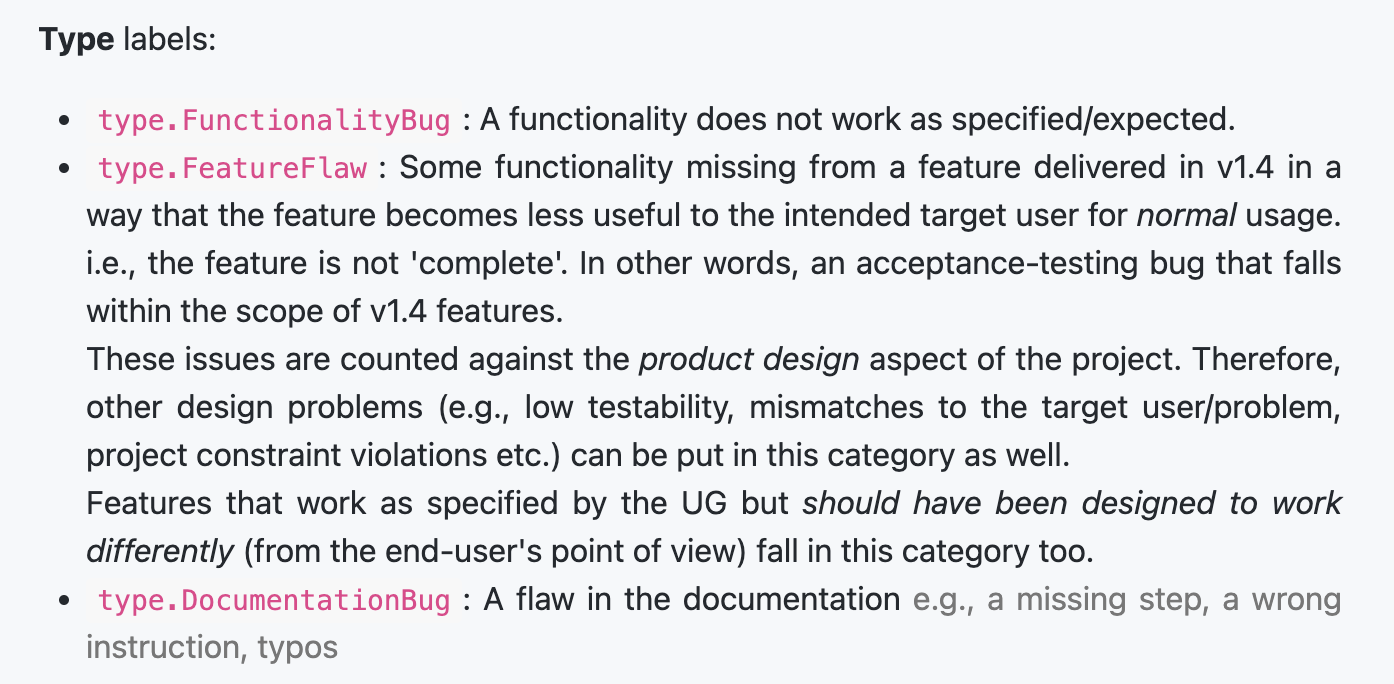 Type labels:
• type.FunctionalityBug : A functionality does not work as specified/expected.
• type.FeatureFlaw : Some functionality missing from a feature delivered in v1.4 in a
way that the feature becomes less useful to the intended target user for normal usage.
i.e., the feature is not 'complete'. In other words, an acceptance-testing bug that falls
within the scope of v1.4 features.
These issues are counted against the product design aspect of the project. Therefore,
other design problems (e.g., low testability, mismatches to the target user/problem,
project constraint violations etc.) can be put in this category as well.
Features that work as specified by the UG but should have been designed to work
differently (from the end-user's point of view) fall in this category too.
• type.DocumentationBug : A flaw in the documentation e.g., a missing step, a wrong
instruction, typos